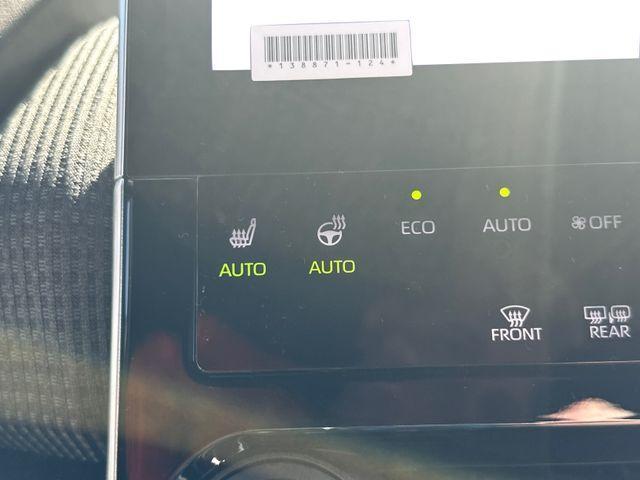 *138871-124*
ECO AUTO OFF
AUTO AUTO
FRONT REAR